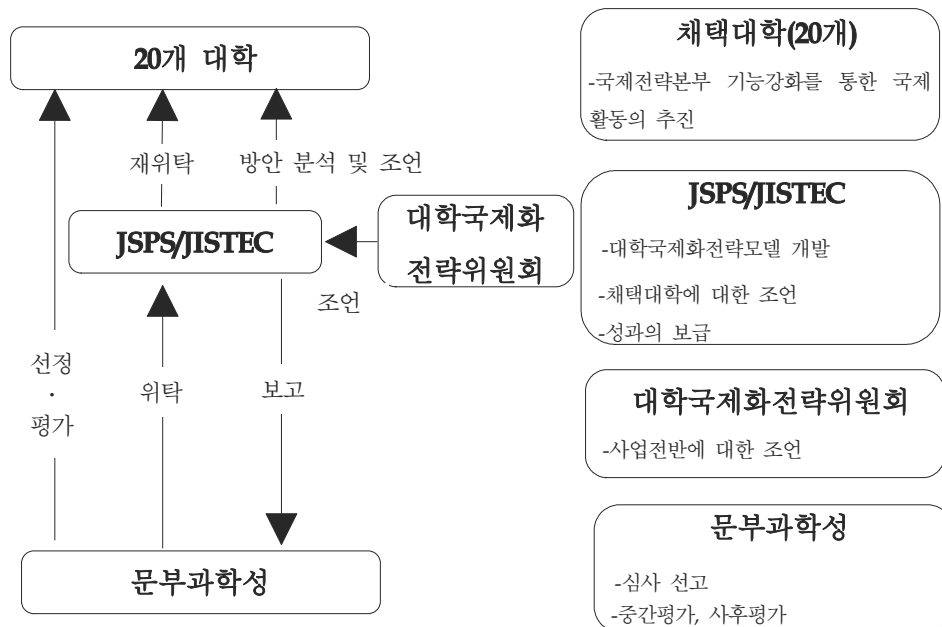 20개 대학
재위탁
방안 분석 및 조언
JSPS/JISTEC
대학국제화
전략위원회
조언
선정
·
평가
위탁
보고
문부과학성
채택대학(20개)
-국제전략본부 기능강화를 통한 국제
활동의 추진
JSPS/JISTEC
-대학국제화전략모델 개발
-채택대학에 대한 조언
-성과의 보급
대학국제화전략위원회
-사업전반에 대한 조언
문부과학성
-심사 선고
-중간평가, 사후평가